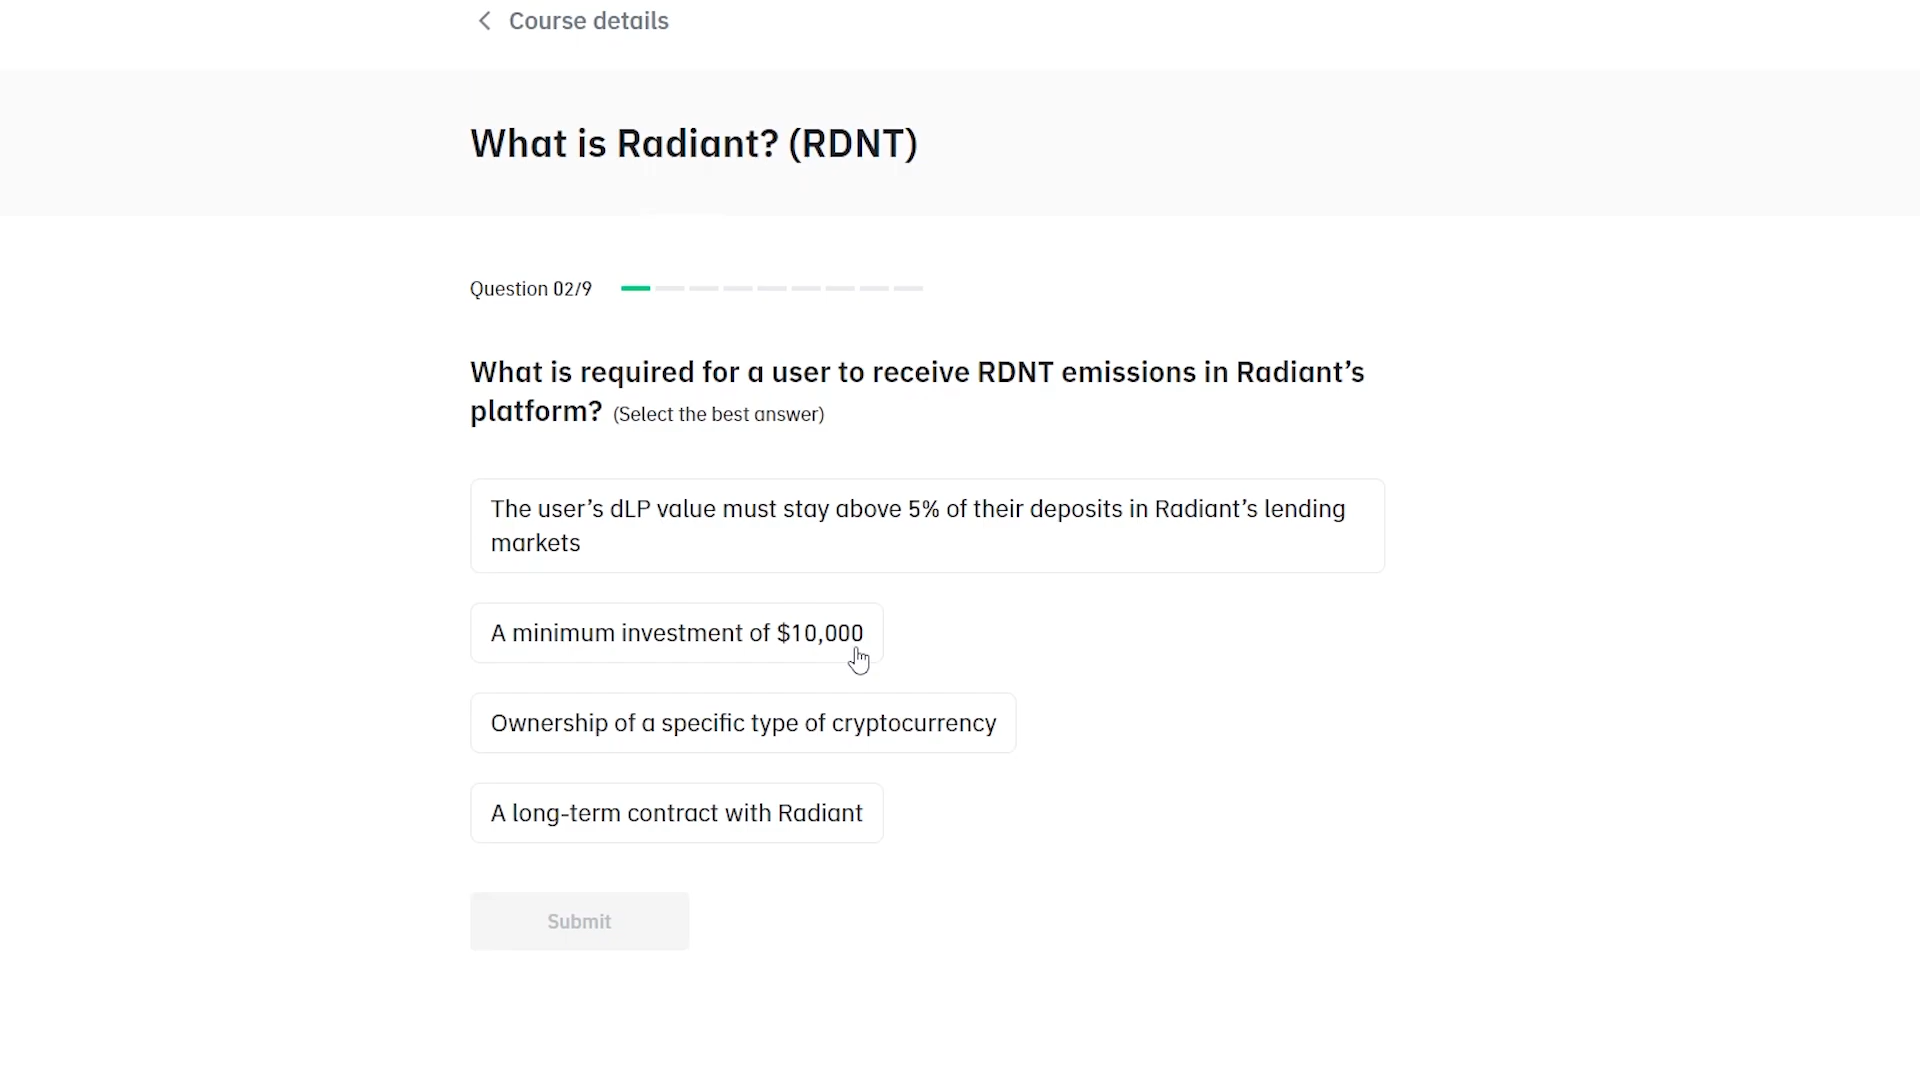 Course details
What is Radiant? (RDNT)
Question 02/9
What is required for a user to receive RDNT emissions in Radiant’s
platform? (Select the best answer)
The user’s dLP value must stay above 5% of their deposits in Radiant’s lending
markets
A minimum investment of $10,000
Ownership of a specific type of cryptocurrency
A long-term contract with Radiant
Submit